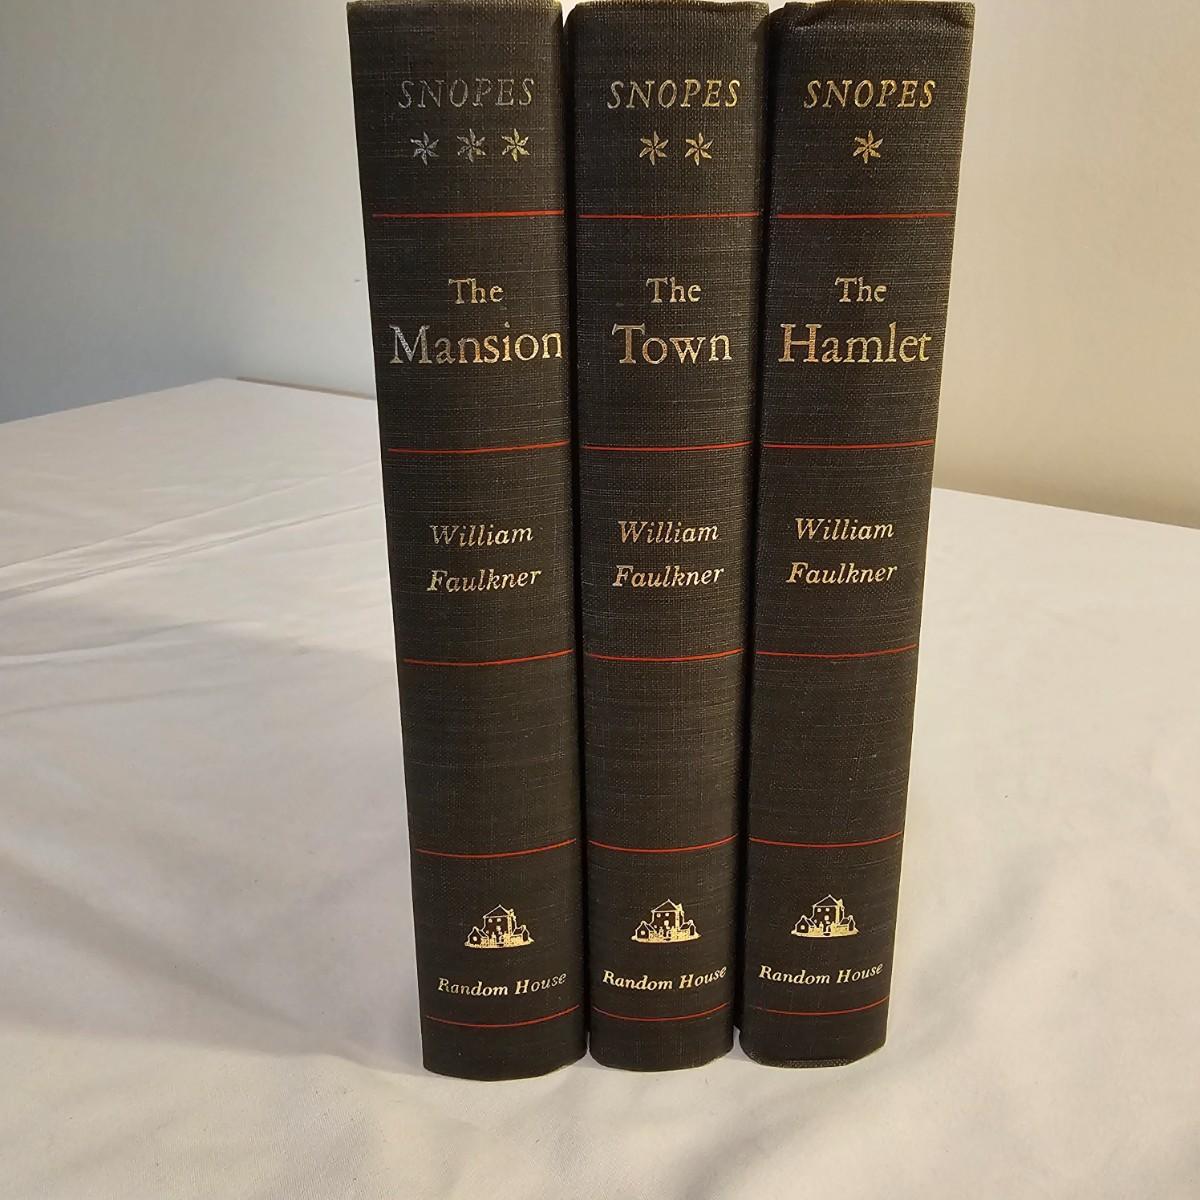 SNOPES
***
The
Mansion
William
Faulkner
Random House
SNOPES
**
The
Town
William
Faulkner
Random House
SNOPES
*
The
Hamlet
William
Faulkner
Random House